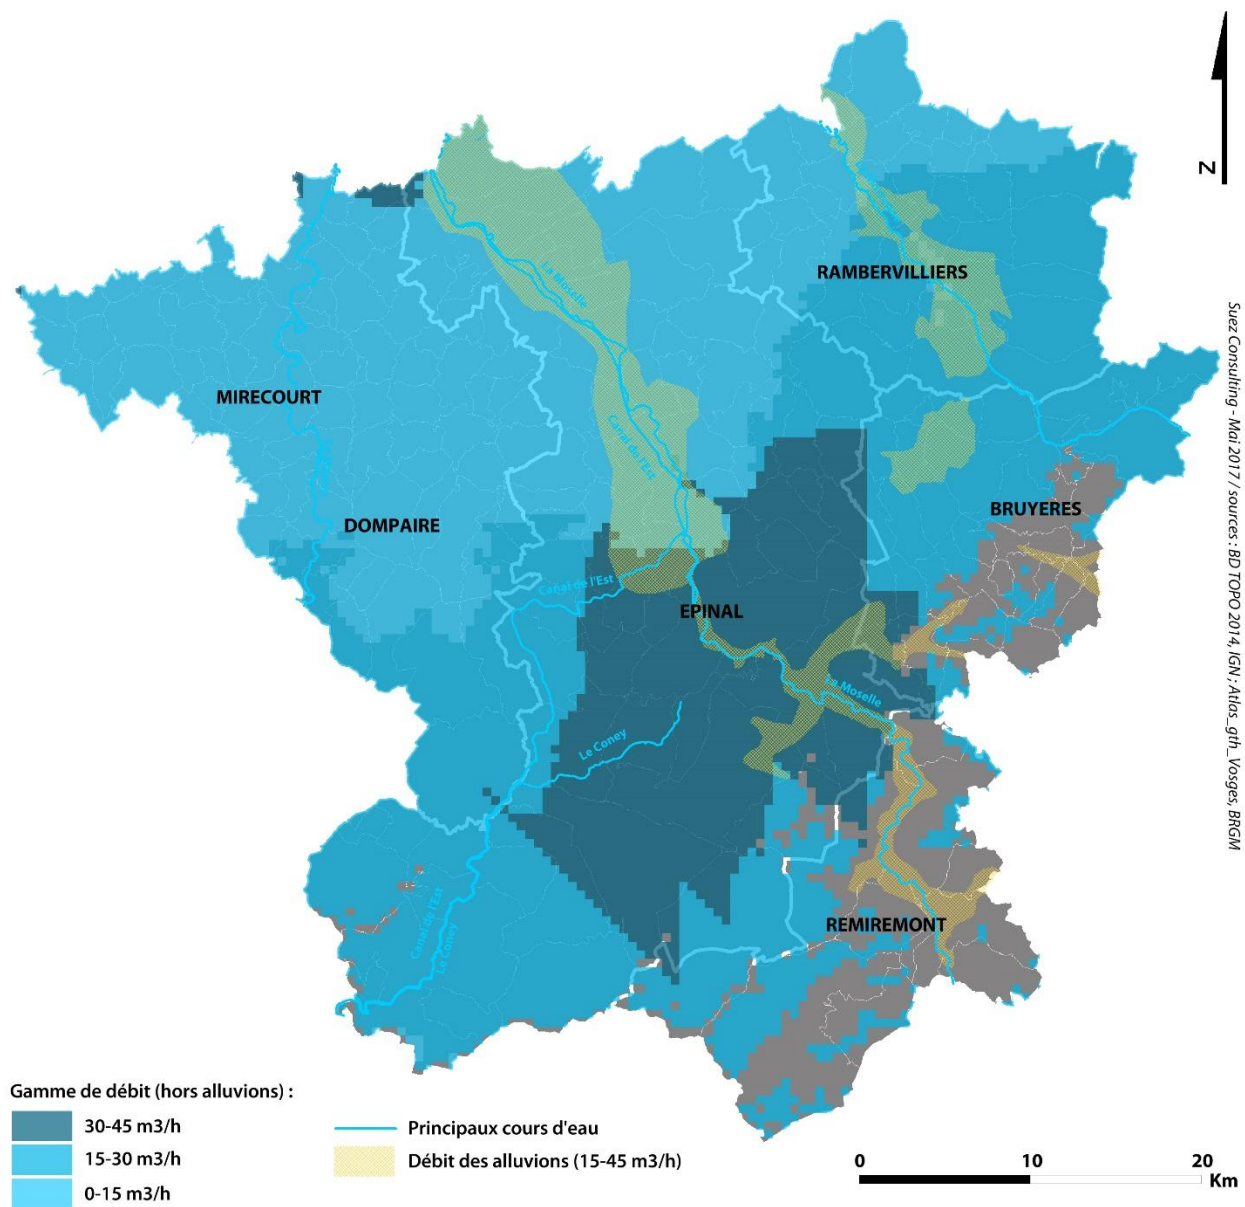 N
La Moselle
RAMBERVILLIERS
MIRECOURT
Canal de l'Est
BRUYERES
DOMPAIRE
Canal de l'Est
EPINAL
La Moselle
Le Coney
REMIREMONT
Canal de l'Est
Le Coney
Suez Consulting - Mai 2017 / sources : BD TOPO 2014, IGN ; Atlas_gth_Vosges, BRGM
Gamme de débit (hors alluvions) :
30-45 m3/h
15-30 m3/h
0-15 m3/h
Principaux cours d'eau
Débit des alluvions (15-45 m3/h)
0 10 20
Km